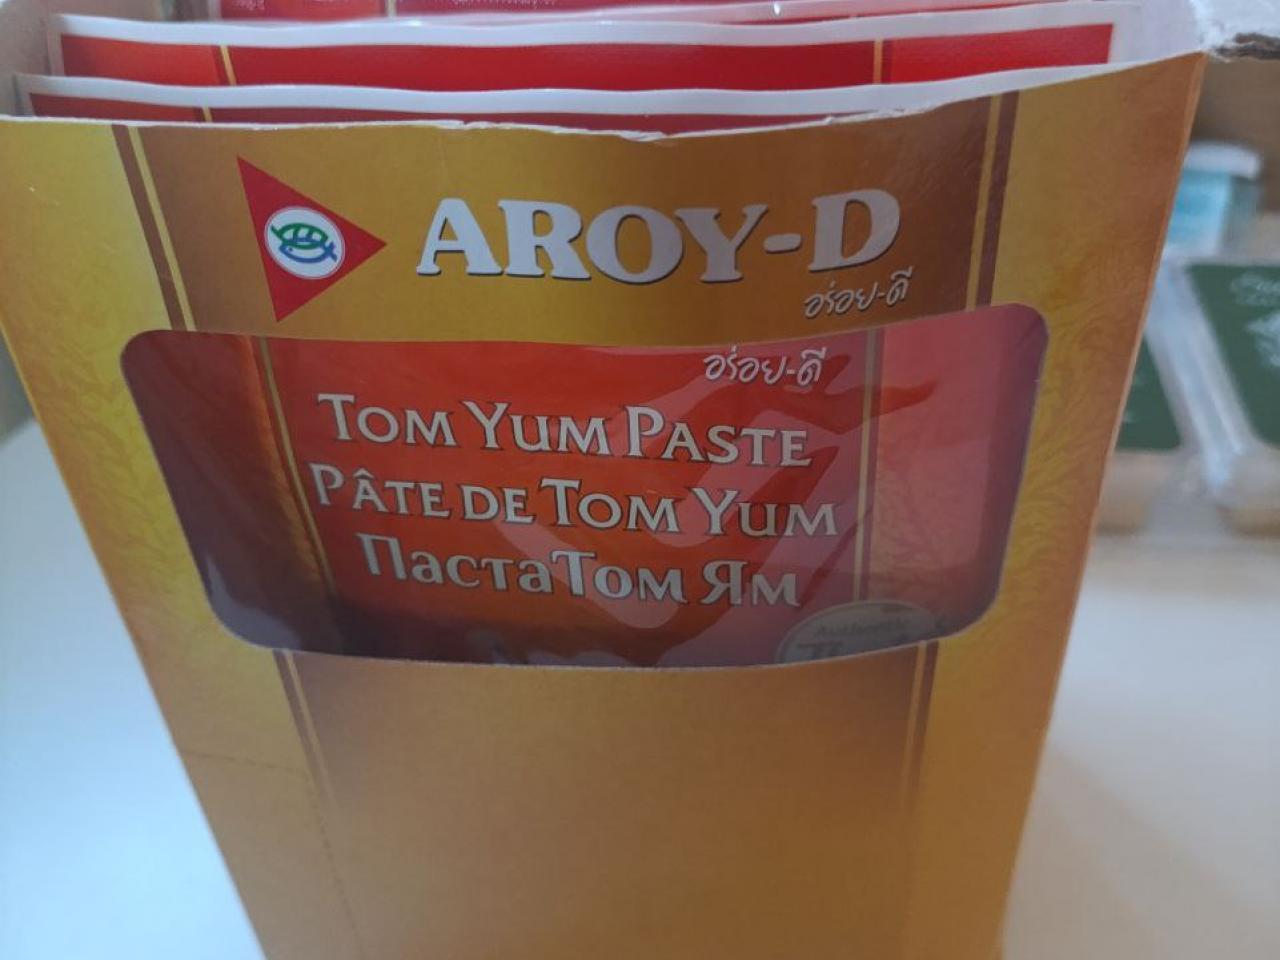 AROY-D
อร่อย-ดี
อร่อย-ดี
TOM YUM PASTE
PÂTE DE TOM YUM
ПАСТА ТОМ ЯМ
Authentic